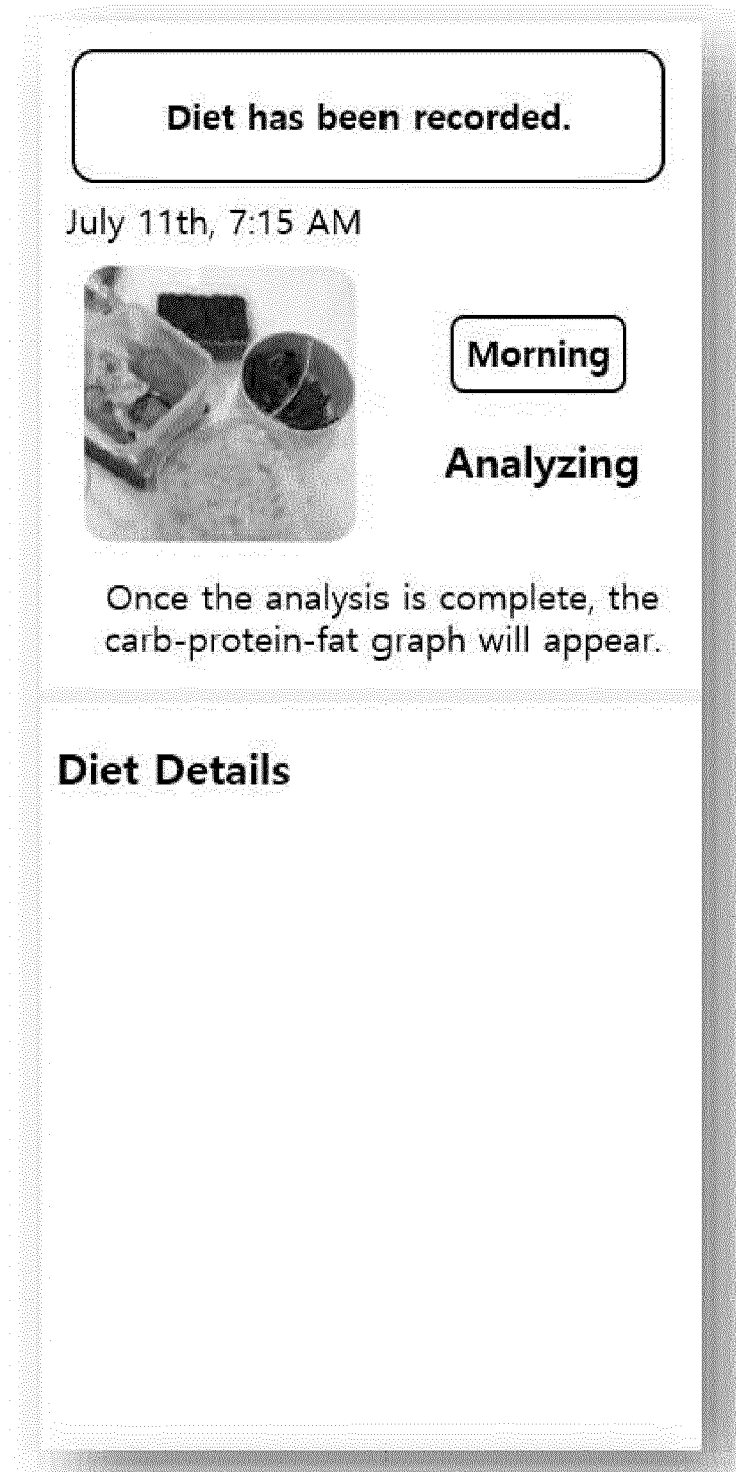 Diet has been recorded.
July 11th, 7:15 AM
Morning
Analyzing
Once the analysis is complete, the
carb-protein-fat graph will appear.
Diet Details